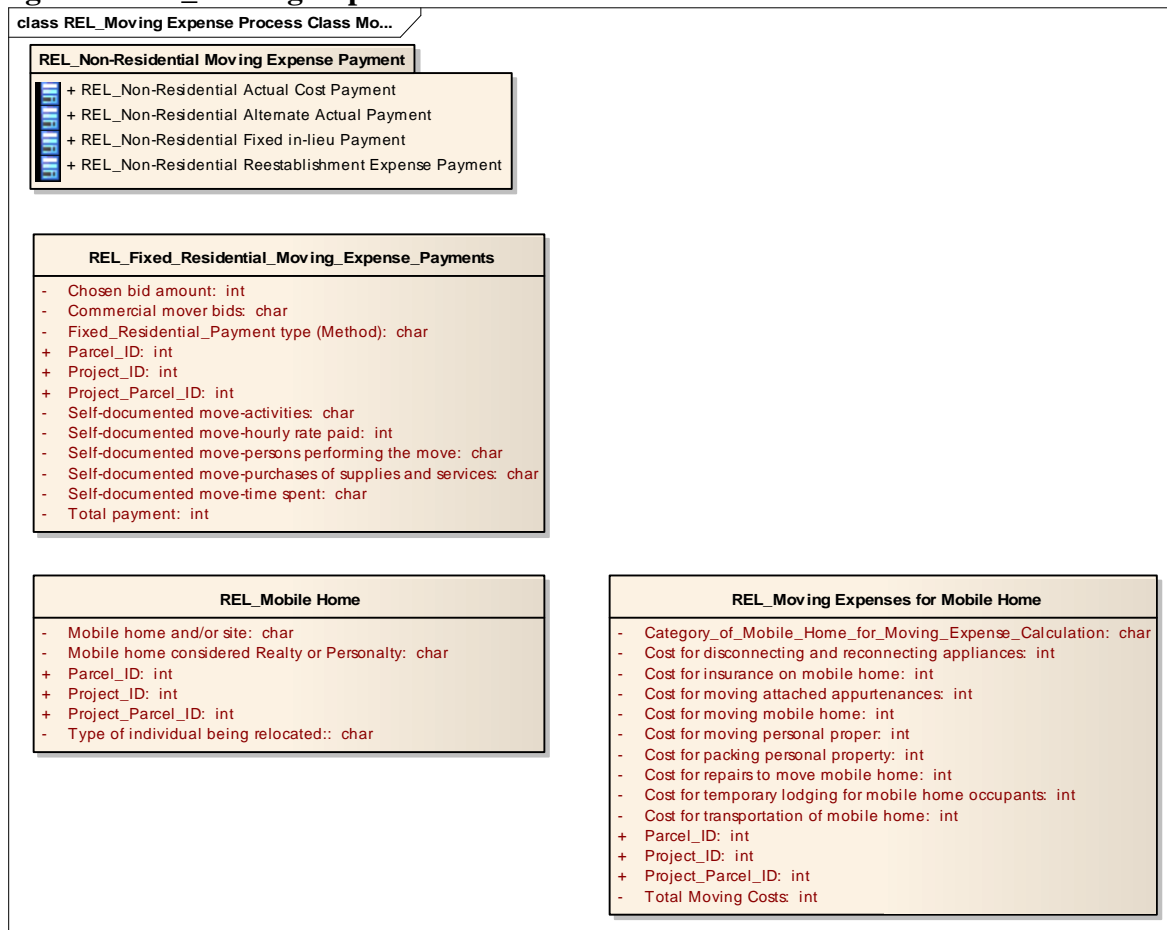 class REL_Moving Expense Process Class Mo...
REL_Non-Residential Moving Expense Payment
+ REL_Non-Residential Actual Cost Payment
+ REL_Non-Residential Alternate Actual Payment
+ REL_Non-Residential Fixed in-lieu Payment
+ REL_Non-Residential Reestablishment Expense Payment
REL_Fixed_Residential_Moving_Expense_Payments
- Chosen bid amount: int
- Commercial mover bids: char
- Fixed_Residential_Payment type (Method): char
+ Parcel_ID: int
+ Project_ID: int
+ Project_Parcel_ID: int
- Self-documented move-activities: char
- Self-documented move-hourly rate paid: int
- Self-documented move-persons performing the move: char
- Self-documented move-purchases of supplies and services: char
- Self-documented move-time spent: char
- Total payment: int
REL_Mobile Home
- Mobile home and/or site: char
- Mobile home considered Realty or Personalty: char
+ Parcel_ID: int
+ Project_ID: int
+ Project_Parcel_ID: int
- Type of individual being relocated:: char
REL_Moving Expenses for Mobile Home
- Category_of_Mobile_Home_for_Moving_Expense_Calculation: char
- Cost for disconnecting and reconnecting appliances: int
- Cost for insurance on mobile home: int
- Cost for moving attached appurtenances: int
- Cost for moving mobile home: int
- Cost for moving personal proper: int
- Cost for packing personal property: int
- Cost for repairs to move mobile home: int
- Cost for temporary lodging for mobile home occupants: int
- Cost for transportation of mobile home: int
+ Parcel_ID: int
+ Project_ID: int
+ Project_Parcel_ID: int
- Total Moving Costs: int